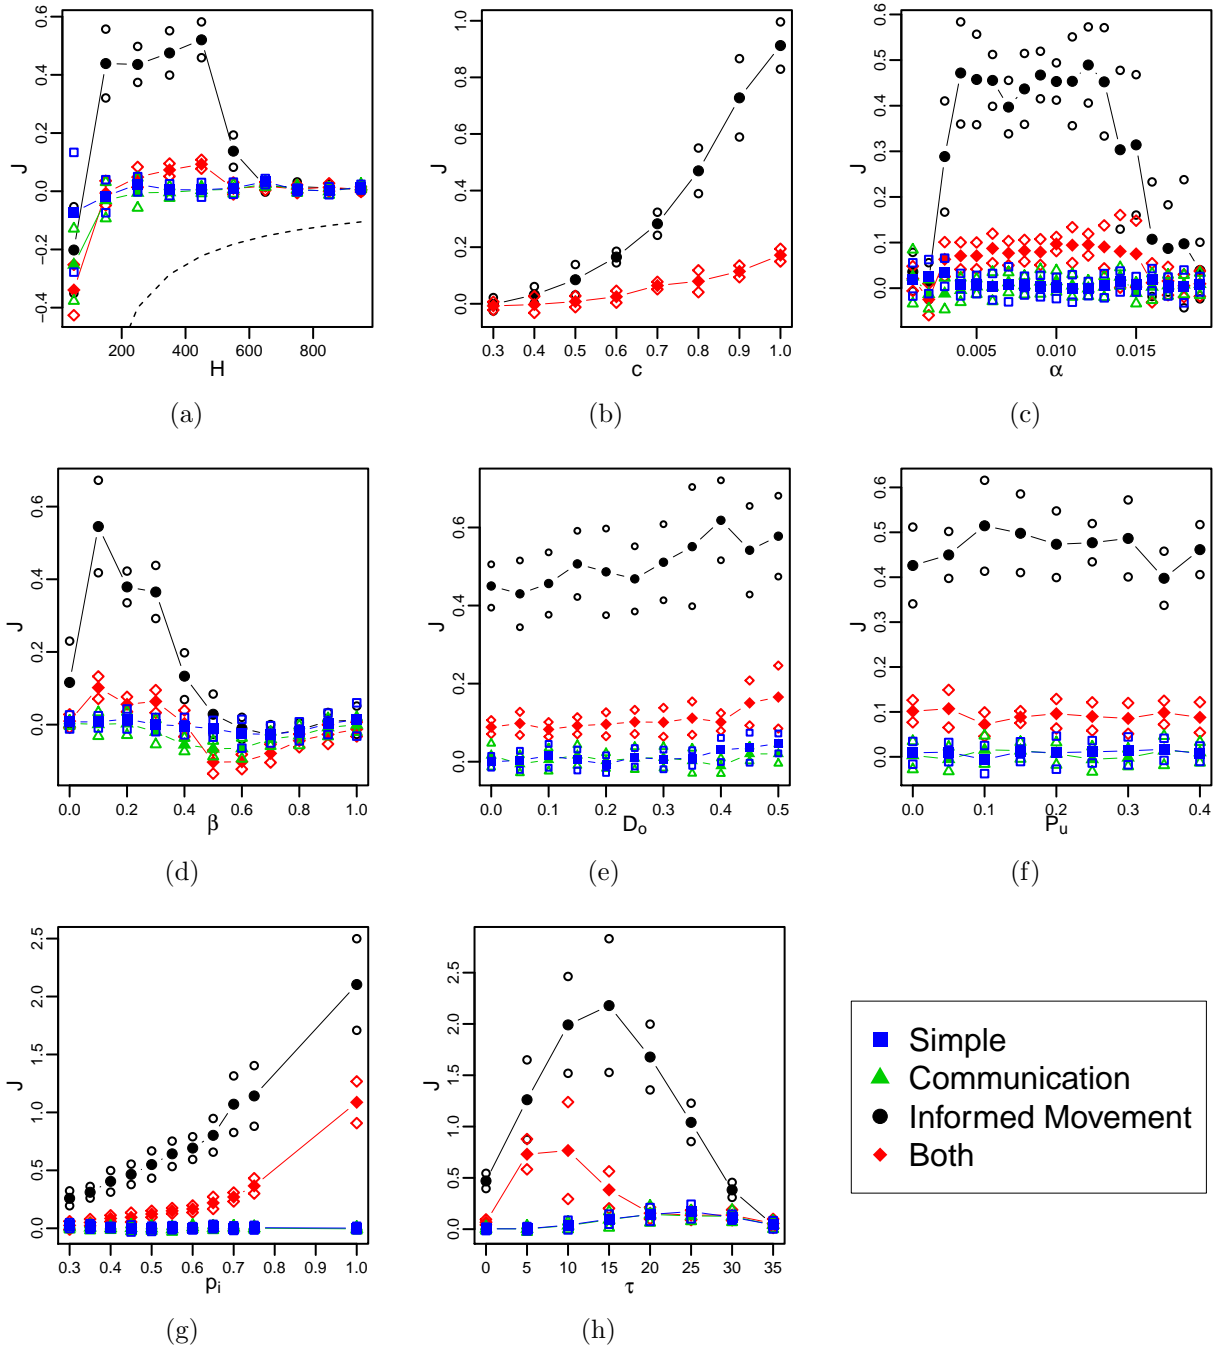 0.6
0.4
0.2
0.0
−0.2
−0.4
J
200 400 600 800
H
(a)
1.0
0.8
0.6
0.4
0.2
0.0
J
0.3 0.4 0.5 0.6 0.7 0.8 0.9 1.0
c
(b)
0.6
0.5
0.4
0.3
0.2
0.1
0.0
J
0.005 0.010 0.015
α
(c)
0.6
0.4
0.2
0.0
J
0.0 0.2 0.4 0.6 0.8 1.0
β
(d)
0.6
0.4
0.2
0.0
J
0.0 0.1 0.2 0.3 0.4 0.5
Do
(e)
0.6
0.5
0.4
0.3
0.2
0.1
0.0
J
0.0 0.1 0.2 0.3 0.4
Pu
(f)
2.5
2.0
1.5
1.0
0.5
0.0
J
0.3 0.4 0.5 0.6 0.7 0.8 0.9 1.0
pi
(g)
2.5
2.0
1.5
1.0
0.5
0.0
J
0 5 10 15 20 25 30 35
τ
(h)
Simple
Communication
Informed Movement
Both